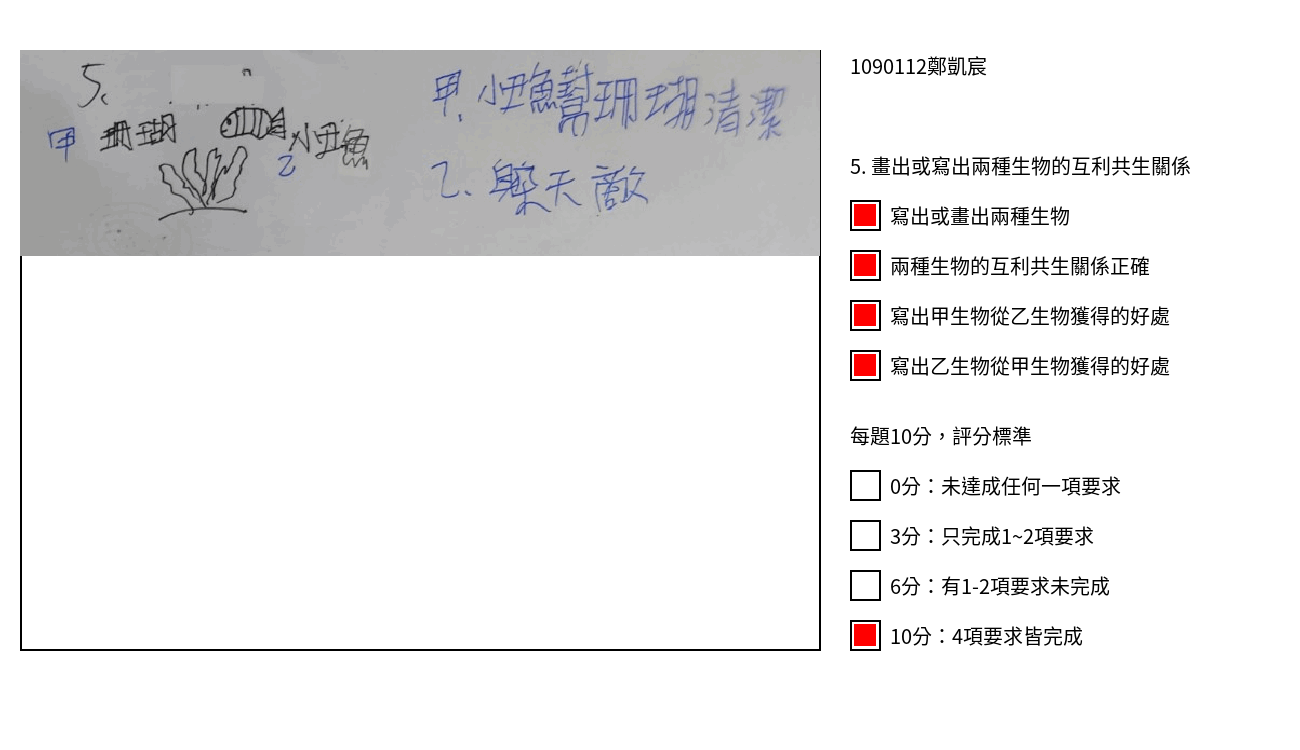 5.
甲 珊瑚
小丑魚
乙
甲. 小丑魚幫珊瑚清潔
乙. 躲天敵
1090112鄭凱宸
5. 畫出或寫出兩種生物的互利共生關係
寫出或畫出兩種生物
兩種生物的互利共生關係正確
寫出甲生物從乙生物獲得的好處
寫出乙生物從甲生物獲得的好處
每題10分，評分標準
0分：未達成任何一項要求
3分：只完成1~2項要求
6分：有1-2項要求未完成
10分：4項要求皆完成